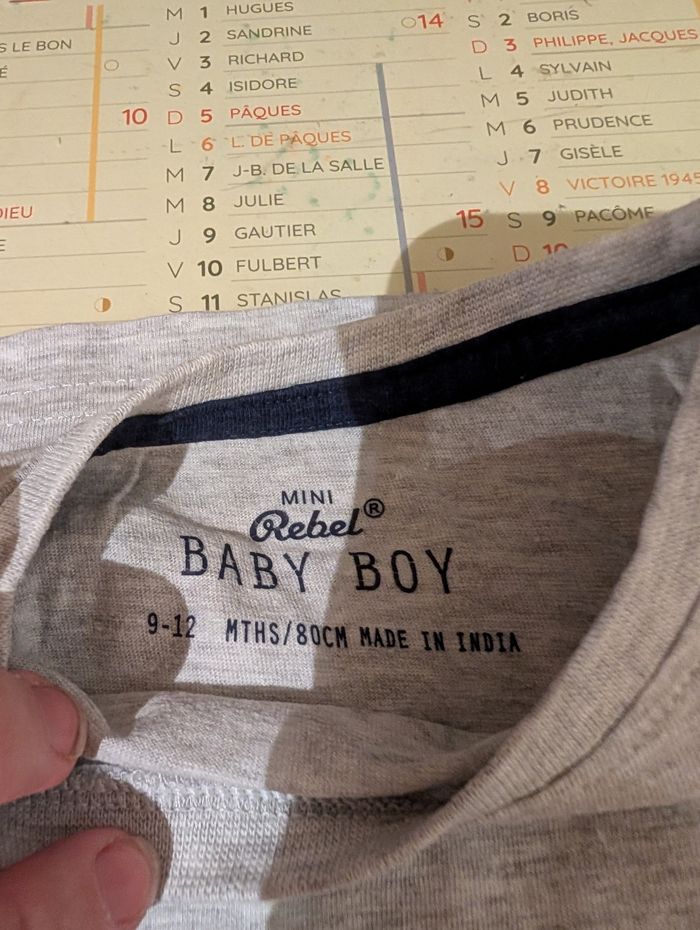 S LE BON
É
DIEU
E
M 1 HUGUES
J 2 SANDRINE
V 3 RICHARD
S 4 ISIDORE
10 D 5 PÂQUES
L 6 L. DE PÂQUES
M 7 J-B. DE LA SALLE
M 8 JULIE
J 9 GAUTIER
V 10 FULBERT
S 11 STANISLAS
14 S 2 BORIS
D 3 PHILIPPE, JACQUES
L 4 SYLVAIN
M 5 JUDITH
M 6 PRUDENCE
J 7 GISÈLE
V 8 VICTOIRE 1945
15 S 9 PACÔME
D 10
MINI
Rebel®
BABY BOY
9-12 MTHS/80CM MADE IN INDIA